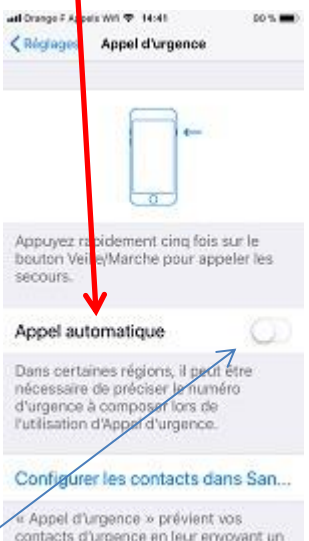 Orange F Appels Wifi 14:41 80 %
Réglages Appel d'urgence
Appuyez rapidement cinq fois sur le
bouton Veille/Marche pour appeler les
secours.
Appel automatique
Dans certaines régions, il peut être
nécessaire de préciser le numéro
d'urgence à composer lors de
l'utilisation d'Appel d'urgence.
Configurer les contacts dans San...
« Appel d'urgence » prévient vos
contacts d'urgence en leur envoyant un